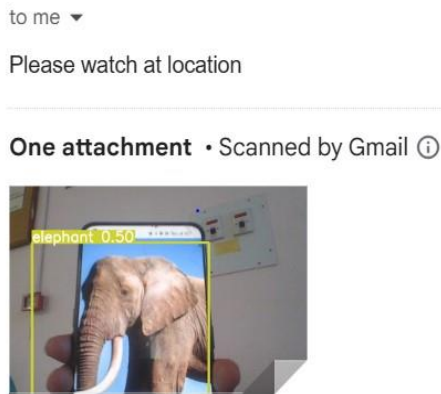 to me
Please watch at location
One attachment • Scanned by Gmail
elephant 0.50